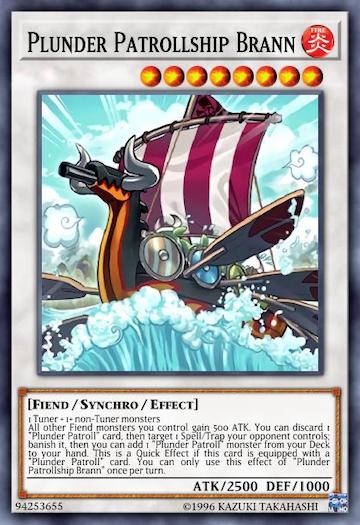 PLUNDER PATROLLSHIP BRANN
FIRE
炎
[FIEND / SYNCHRO / EFFECT]
1 Tuner +1+ non-Tuner monsters
All other Fiend monsters you control gain 500 ATK. You can discard 1
"Plunder Patroll" card, then target 1 Spell/Trap your opponent controls;
banish it, then you can add 1 "Plunder Patroll" monster from your Deck
to your hand. This is a Quick Effect if this card is equipped with a
"Plunder Patroll" card. You can only use this effect of "Plunder
Patrollship Brann" once per turn.
ATK/2500 DEF/1000
94253655
©1996 KAZUKI TAKAHASHI